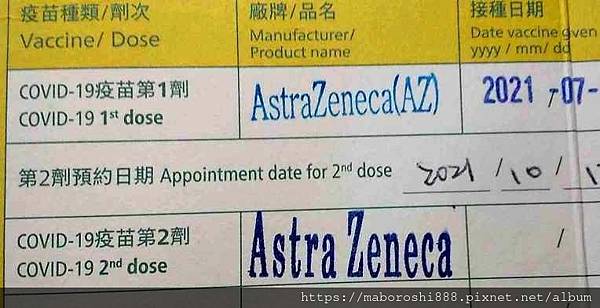 疫苗種類/劑次
Vaccine/ Dose
廠牌/品名
Manufacturer/
Product name
接種日期
Date vaccine given
yyyy / mm/ dd
COVID-19疫苗第1劑
COVID-19 1st dose
AstraZeneca(AZ)
2021 -07-
第2劑預約日期 Appointment date for 2nd dose 2021 / 10 /
COVID-19疫苗第2劑
COVID-19 2nd dose
Astra Zeneca
/
https://maboroshi888.pixnet.net/album